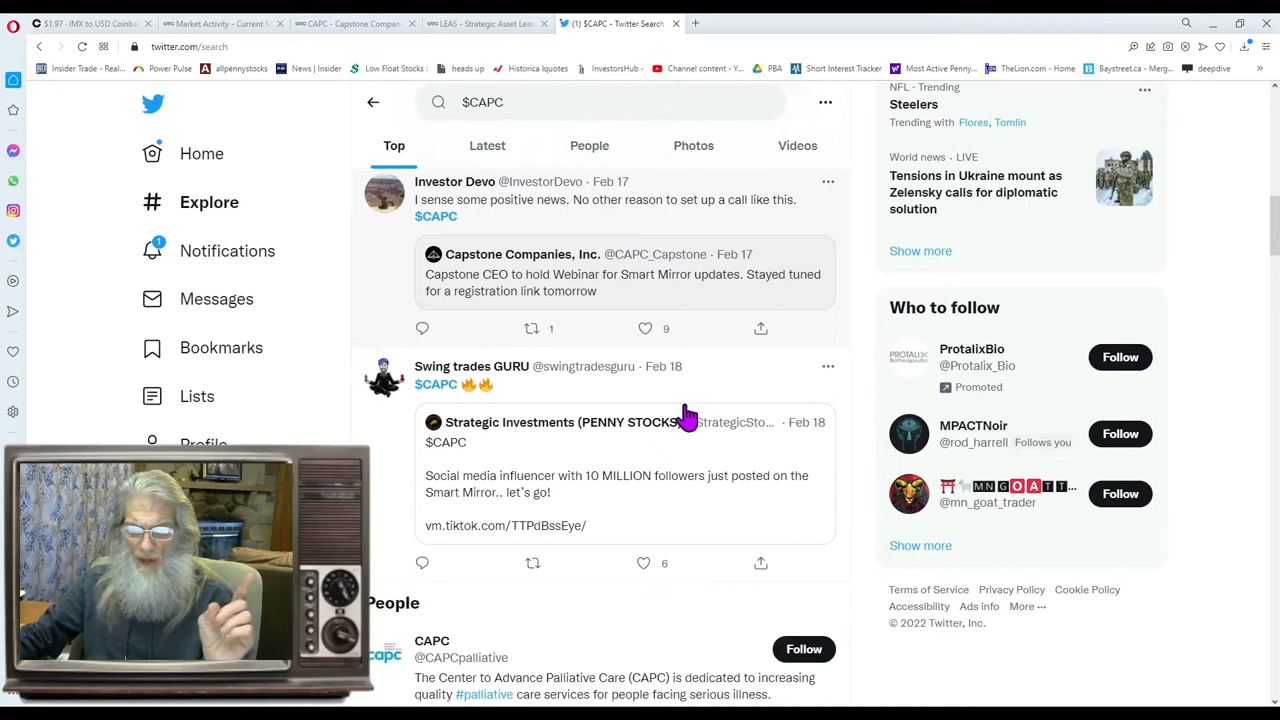 $1.97 - IMX to USD Coinba
Market Activity - Current M
CAPC - Capstone Compani
LEAS - Strategic Asset Leas
(1) $CAPC - Twitter Search
twitter.com/search
Insider Trade - Real...
Power Pulse
allpennystocks
News | Insider
Low Float Stocks :
heads up
Historica Iquotes
InvestorsHub -
Channel content - Y...
PBA
Short Interest Tracker
Most Active Penny...
TheLion.com - Home
Baystreet.ca - Merg...
deepdive
Home
Explore
1
Notifications
Messages
Bookmarks
Lists
Profile
$CAPC
Top
Latest
People
Photos
Videos
Investor Devo @InvestorDevo · Feb 17
I sense some positive news. No other reason to set up a call like this.
$CAPC
Capstone Companies, Inc. @CAPC_Capstone · Feb 17
Capstone CEO to hold Webinar for Smart Mirror updates. Stayed tuned
for a registration link tomorrow
1
9
Swing trades GURU @swingtradesguru · Feb 18
$CAPC 🔥🔥
Strategic Investments (PENNY STOCKS) StrategicSto... · Feb 18
$CAPC
Social media influencer with 10 MILLION followers just posted on the
Smart Mirror.. let's go!
vm.tiktok.com/TTPdBssEye/
6
People
CAPC
@CAPCpalliative
Follow
The Center to Advance Palliative Care (CAPC) is dedicated to increasing
quality #palliative care services for people facing serious illness.
NFL · Trending
Steelers
Trending with Flores, Tomlin
World news · LIVE
Tensions in Ukraine mount as
Zelensky calls for diplomatic
solution
Show more
Who to follow
PROTALIX
ProtalixBio
@Protalix_Bio
Promoted
Follow
MPACTNoir
@rod_harrell Follows you
Follow
⛩️🐐🅼🅽🅶🅾️🅰️🆃🆃...
@mn_goat_trader
Follow
Show more
Terms of Service Privacy Policy Cookie Policy
Accessibility Ads info More ···
© 2022 Twitter, Inc.